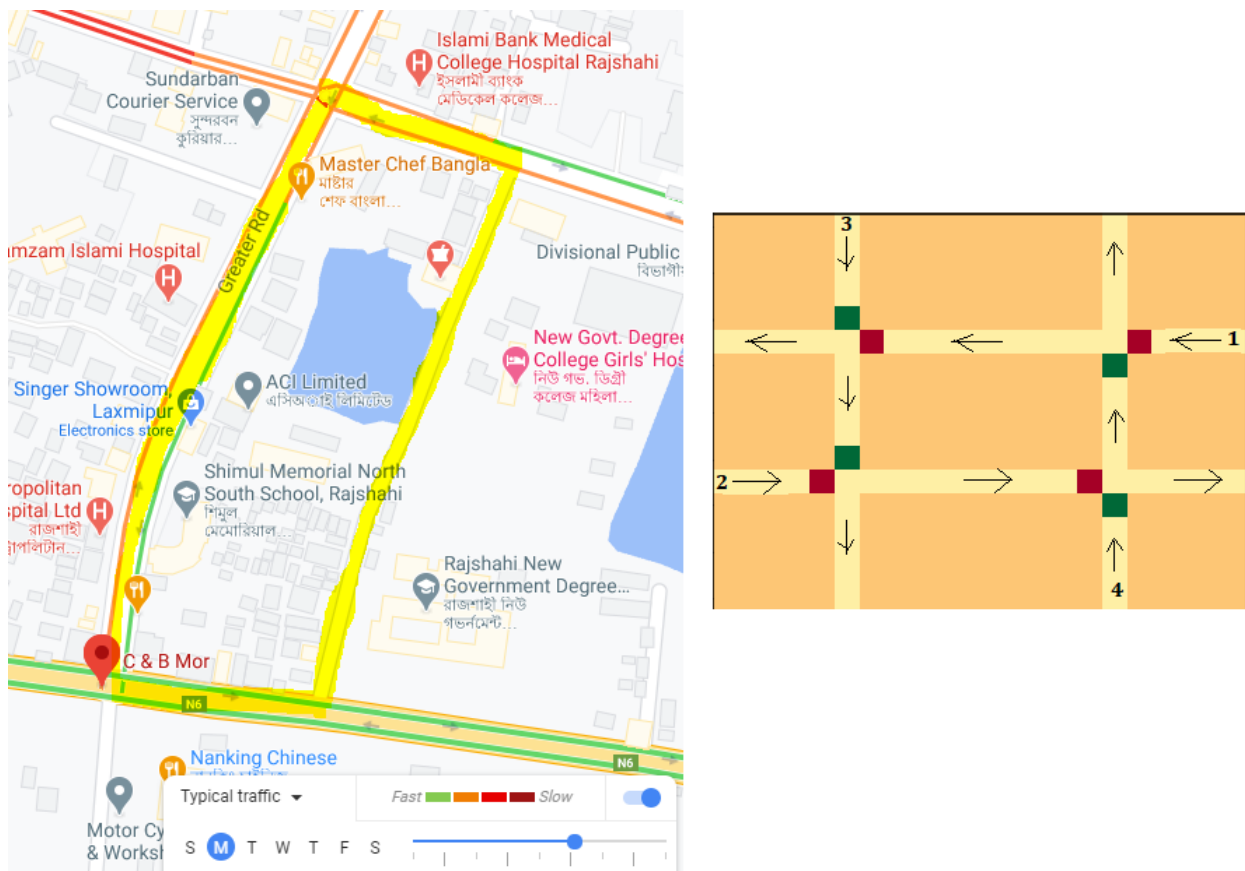 Islami Bank Medical
College Hospital Rajshahi
ইসলামী ব্যাংক
মেডিকেল কলেজ...
Sundarban
Courier Service
সুন্দরবন
কুরিয়ার...
Master Chef Bangla
মাষ্টার
শেফ বাংলা...
Greater Rd
amzam Islami Hospital
Divisional Public
বিভাগীয়
New Govt. Degree
College Girls' Hos
নিউ গভ. ডিগ্রী
কলেজ মহিলা...
Singer Showroom,
Laxmipur
Electronics store
ACI Limited
এসিআই লিমিটেড
Shimul Memorial North
South School, Rajshahi
শিমুল
মেমোরিয়াল...
ropolitan
spital Ltd
রাজশাহী
ট্রোপলিটান...
Rajshahi New
Government Degree...
রাজশাহী নিউ
গভর্নমেন্ট...
C & B Mor
N6
N6
Nanking Chinese
Motor Cy
& Worksh
Typical traffic
Fast Slow
S M T W T F S
3
1
2
4